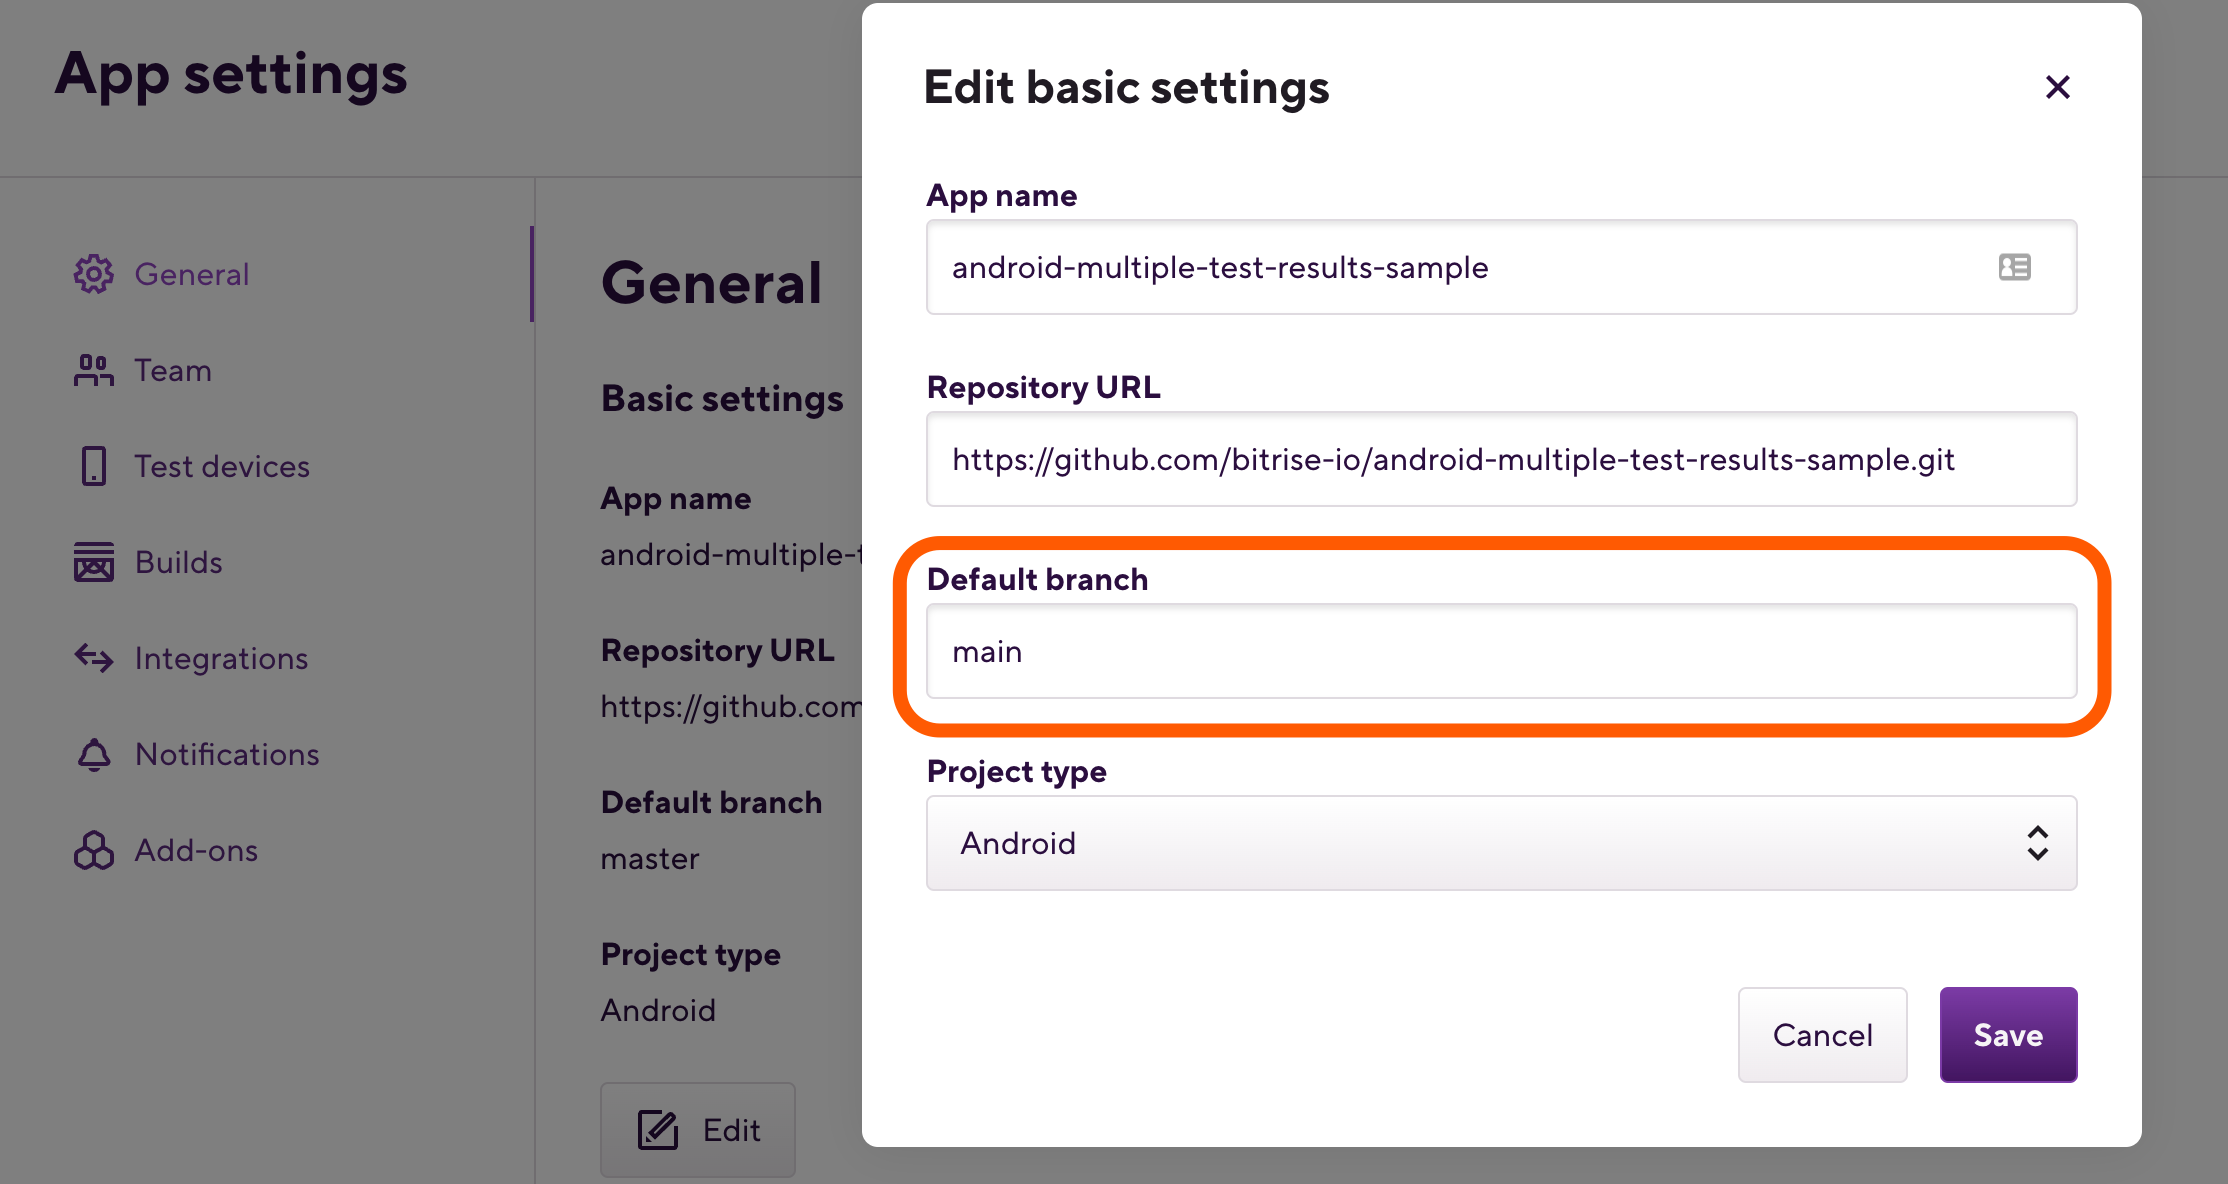 App settings
General
Team
Test devices
Builds
Integrations
Notifications
Add-ons
General
Basic settings
App name
android-multiple-
Repository URL
https://github.com
Default branch
master
Project type
Android
Edit
Edit basic settings
App name
android-multiple-test-results-sample
Repository URL
https://github.com/bitrise-io/android-multiple-test-results-sample.git
Default branch
main
Project type
Android
Cancel
Save